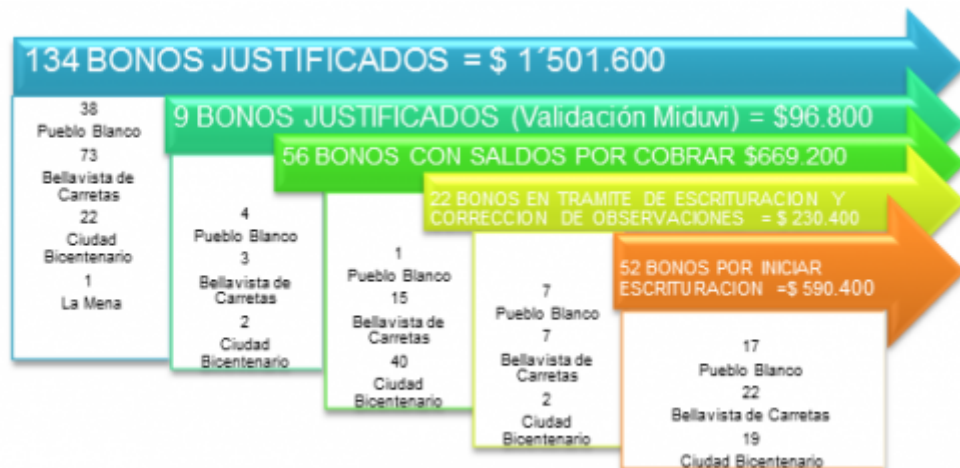 134 BONOS JUSTIFICADOS = $ 1´501.600
38
Pueblo Blanco
73
Bellavista de
Carretas
22
Ciudad
Bicentenario
1
La Mena
9 BONOS JUSTIFICADOS (Validación Miduvi) = $96.800
4
Pueblo Blanco
3
Bellavista de
Carretas
2
Ciudad
Bicentenario
56 BONOS CON SALDOS POR COBRAR $669.200
1
Pueblo Blanco
15
Bellavista de
Carretas
40
Ciudad
Bicentenario
22 BONOS EN TRAMITE DE ESCRITURACION Y
CORRECCION DE OBSERVACIONES = $ 230.400
7
Pueblo Blanco
7
Bellavista de
Carretas
2
Ciudad
Bicentenario
52 BONOS POR INICIAR
ESCRITURACION =$ 590.400
17
Pueblo Blanco
22
Bellavista de Carretas
19
Ciudad Bicentenario